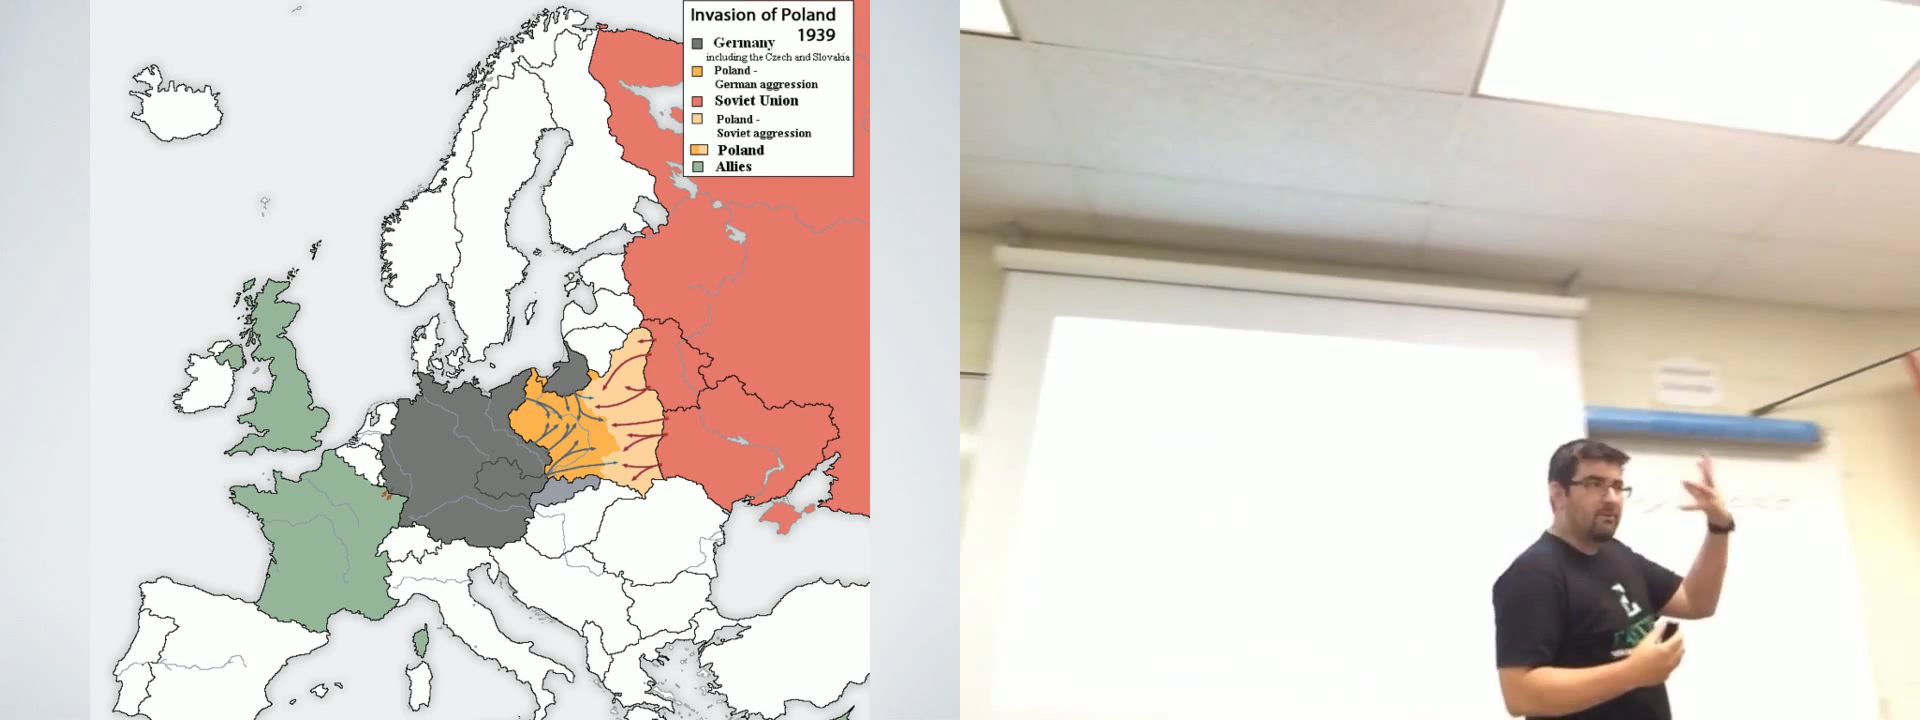 Invasion of Poland
1939
Germany
including the Czech and Slovakia
Poland -
German aggression
Soviet Union
Poland -
Soviet aggression
Poland
Allies